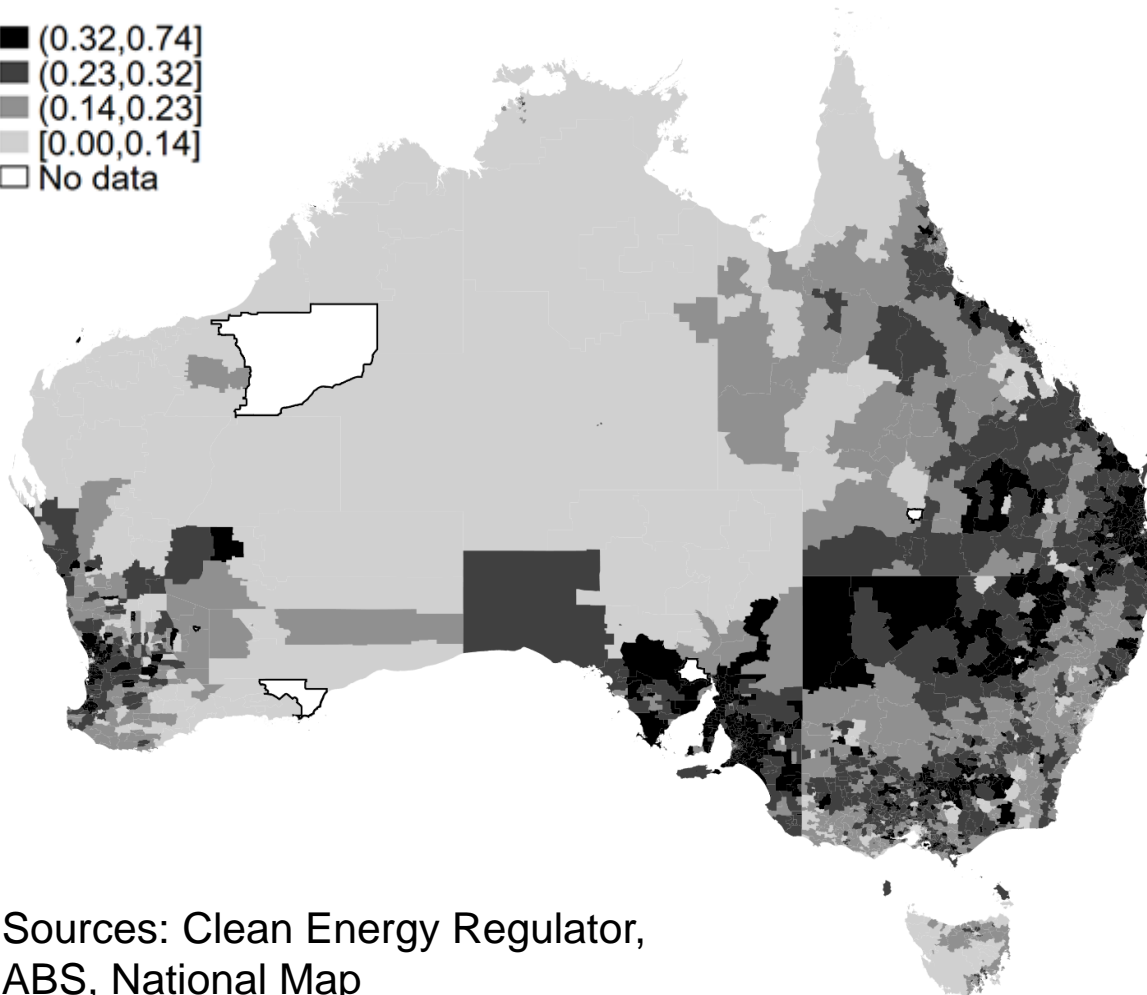 (0.32,0.74]
(0.23,0.32]
(0.14,0.23]
[0.00,0.14]
No data
Sources: Clean Energy Regulator,
ABS, National Map